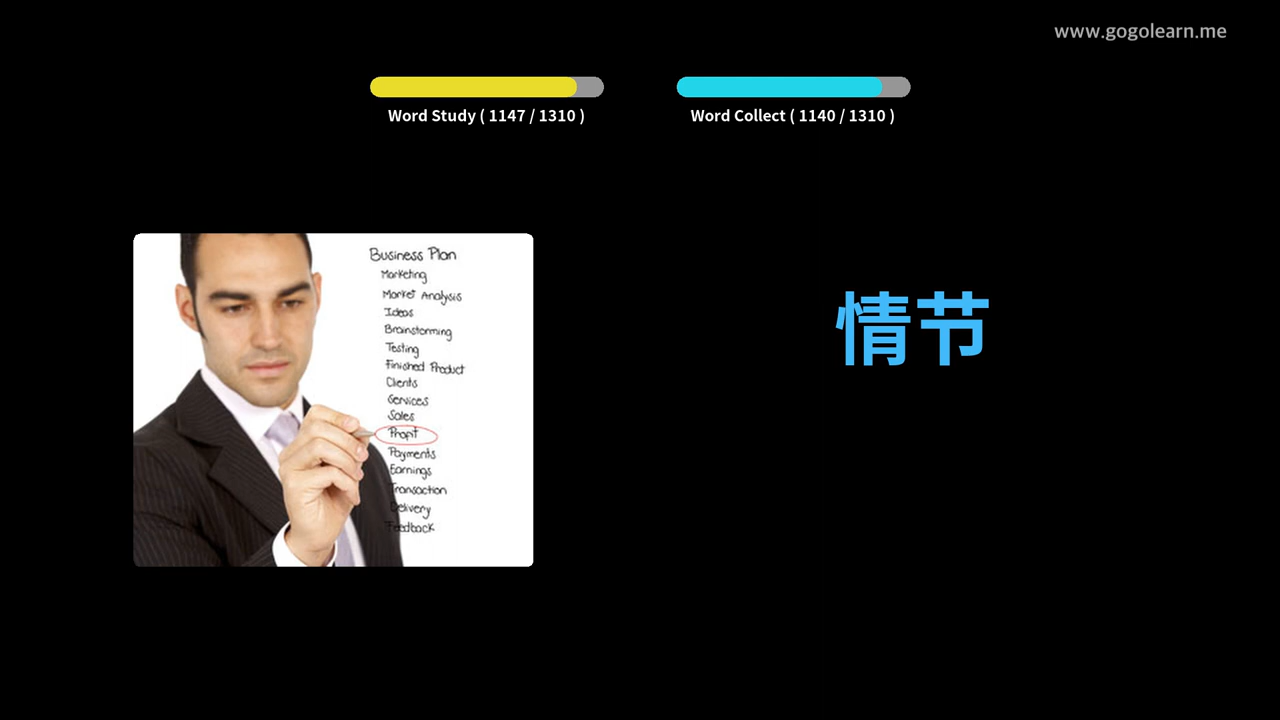 www.gogolearn.me
Word Study ( 1147 / 1310 )
Word Collect ( 1140 / 1310 )
Business Plan
Marketing
Market Analysis
Ideas
Brainstorming
Testing
Finished Product
Clients
Services
Sales
Profit
Payments
Earnings
Transaction
Delivery
Feedback
情节